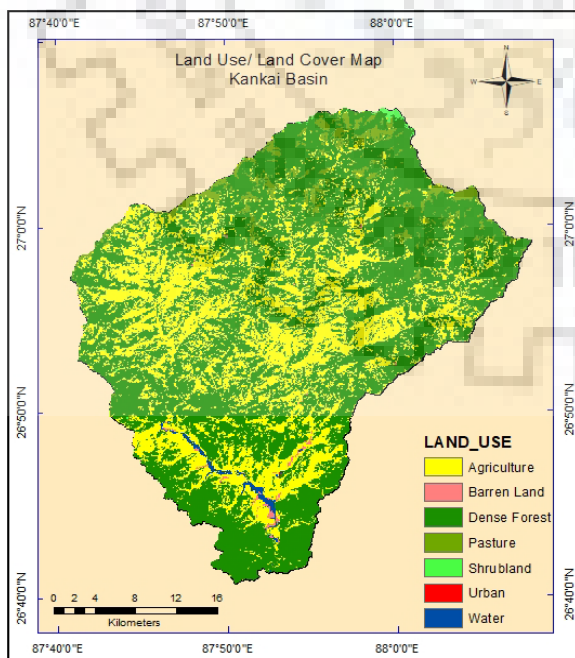 87°40'0"E 87°50'0"E 88°0'0"E
Land Use/ Land Cover Map
Kankai Basin
N
W E
S
27°0'0"N 27°0'0"N
26°50'0"N 26°50'0"N
26°40'0"N 26°40'0"N
LAND_USE
Agriculture
Barren Land
Dense Forest
Pasture
Shrubland
Urban
Water
0 2 4 8 12 16
Kilometers
87°40'0"E 87°50'0"E 88°0'0"E